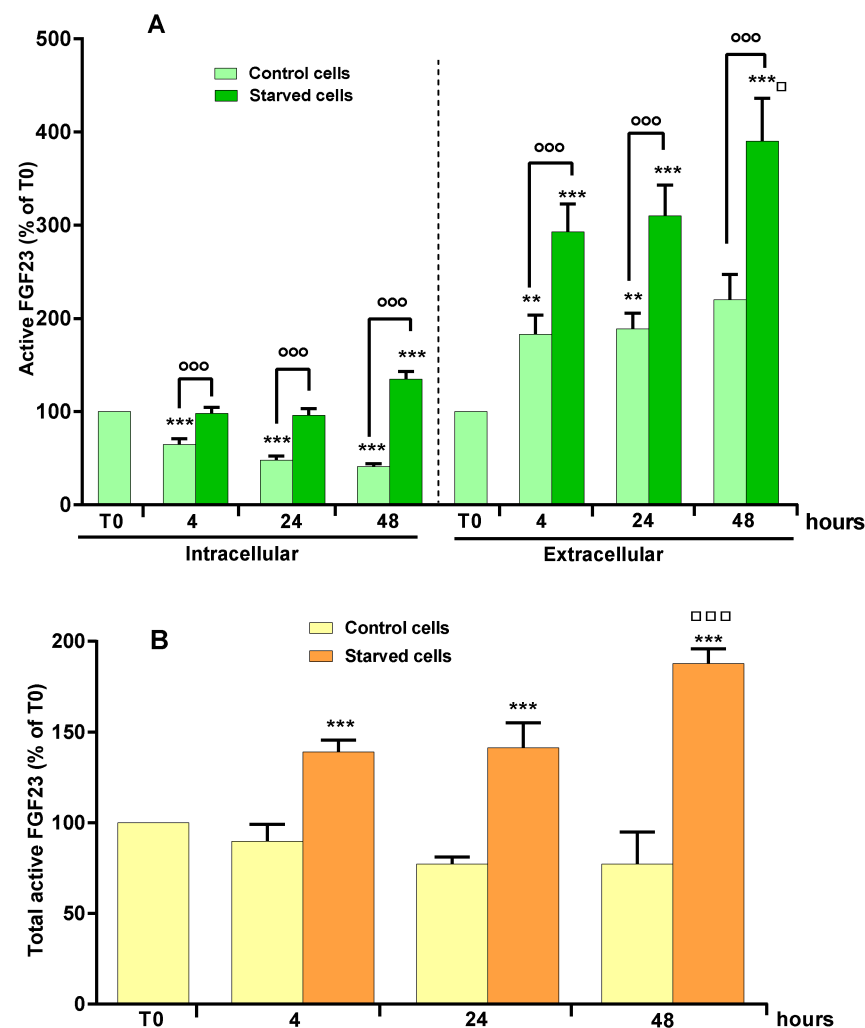 A
500
400
300
200
100
0
Active FGF23 (% of T0)
Control cells
Starved cells
ooo
***
ooo
ooo
***
**
ooo
***
**
ooo
***
ooo
***
ooo
***
***
***
T0 4 24 48 T0 4 24 48 hours
Intracellular Extracellular
B
200
150
100
50
0
Total active FGF23 (% of T0)
Control cells
Starved cells
□□□
***
***
***
T0 4 24 48 hours